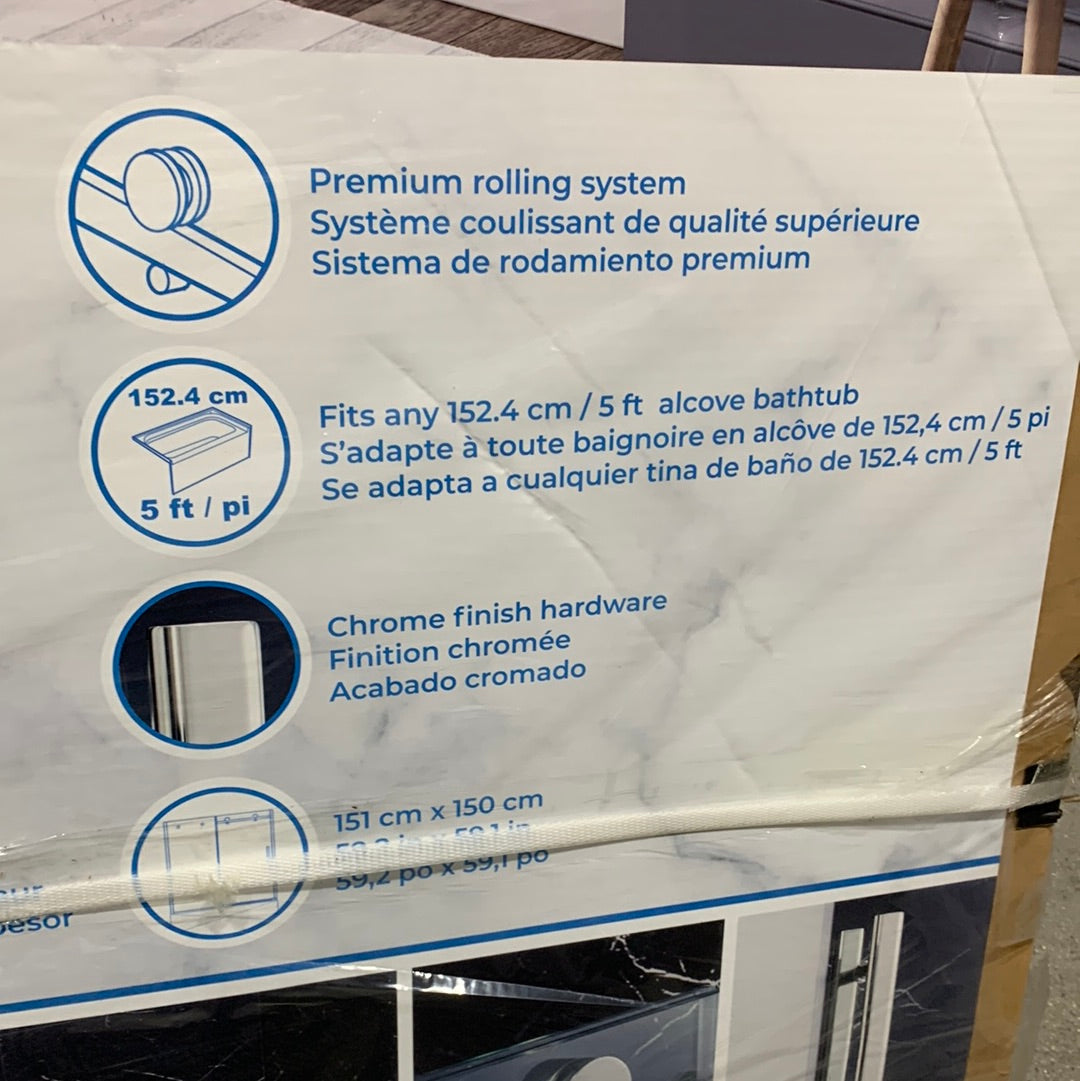 Premium rolling system
Système coulissant de qualité supérieure
Sistema de rodamiento premium
152.4 cm
5 ft / pi
Fits any 152.4 cm / 5 ft alcove bathtub
S'adapte à toute baignoire en alcôve de 152,4 cm / 5 pi
Se adapta a cualquier tina de baño de 152.4 cm / 5 ft
Chrome finish hardware
Finition chromée
Acabado cromado
151 cm x 150 cm
59,2 po x 59,1 po